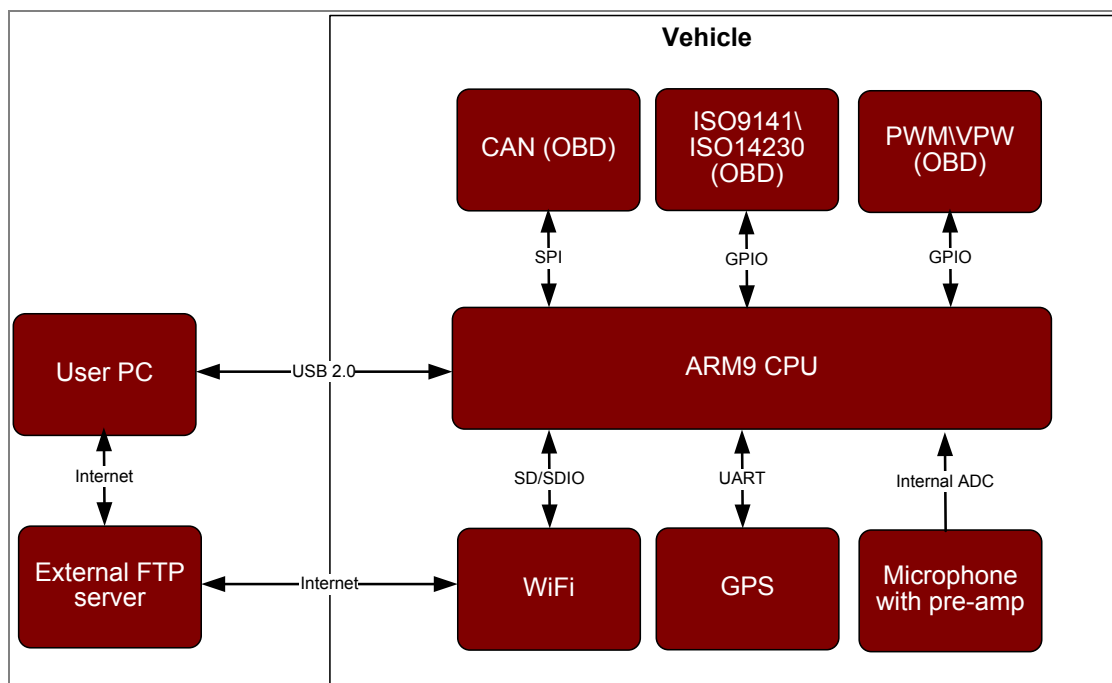 Vehicle
CAN (OBD)
ISO9141\
ISO14230
(OBD)
PWM\VPW
(OBD)
SPI
GPIO
GPIO
User PC
USB 2.0
ARM9 CPU
Internet
SD/SDIO
UART
Internal ADC
External FTP
server
Internet
WiFi
GPS
Microphone
with pre-amp